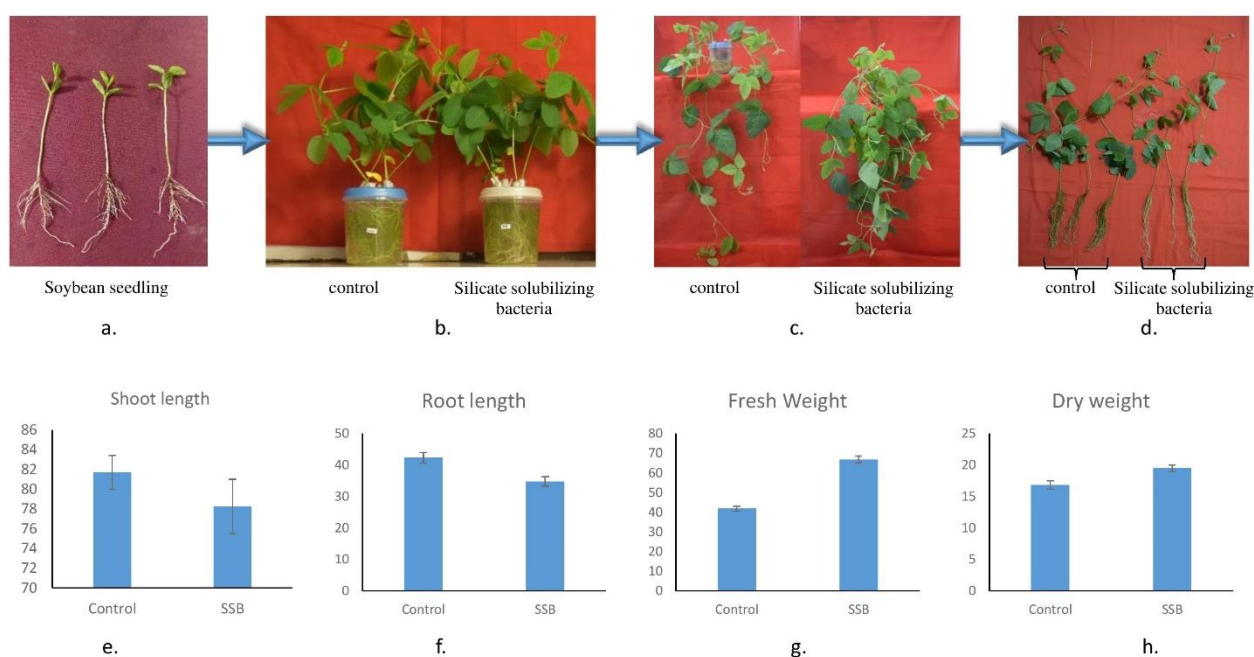 Soybean seedling
a.
control
Silicate solubilizing
bacteria
b.
control
Silicate solubilizing
bacteria
c.
control
Silicate solubilizing
bacteria
d.
Shoot length
86
84
82
80
78
76
74
72
70
Control
SSB
e.
Root length
50
40
30
20
10
0
Control
SSB
f.
Fresh Weight
80
70
60
50
40
30
20
10
0
Control
SSB
g.
Dry weight
25
20
15
10
5
0
Control
SSB
h.